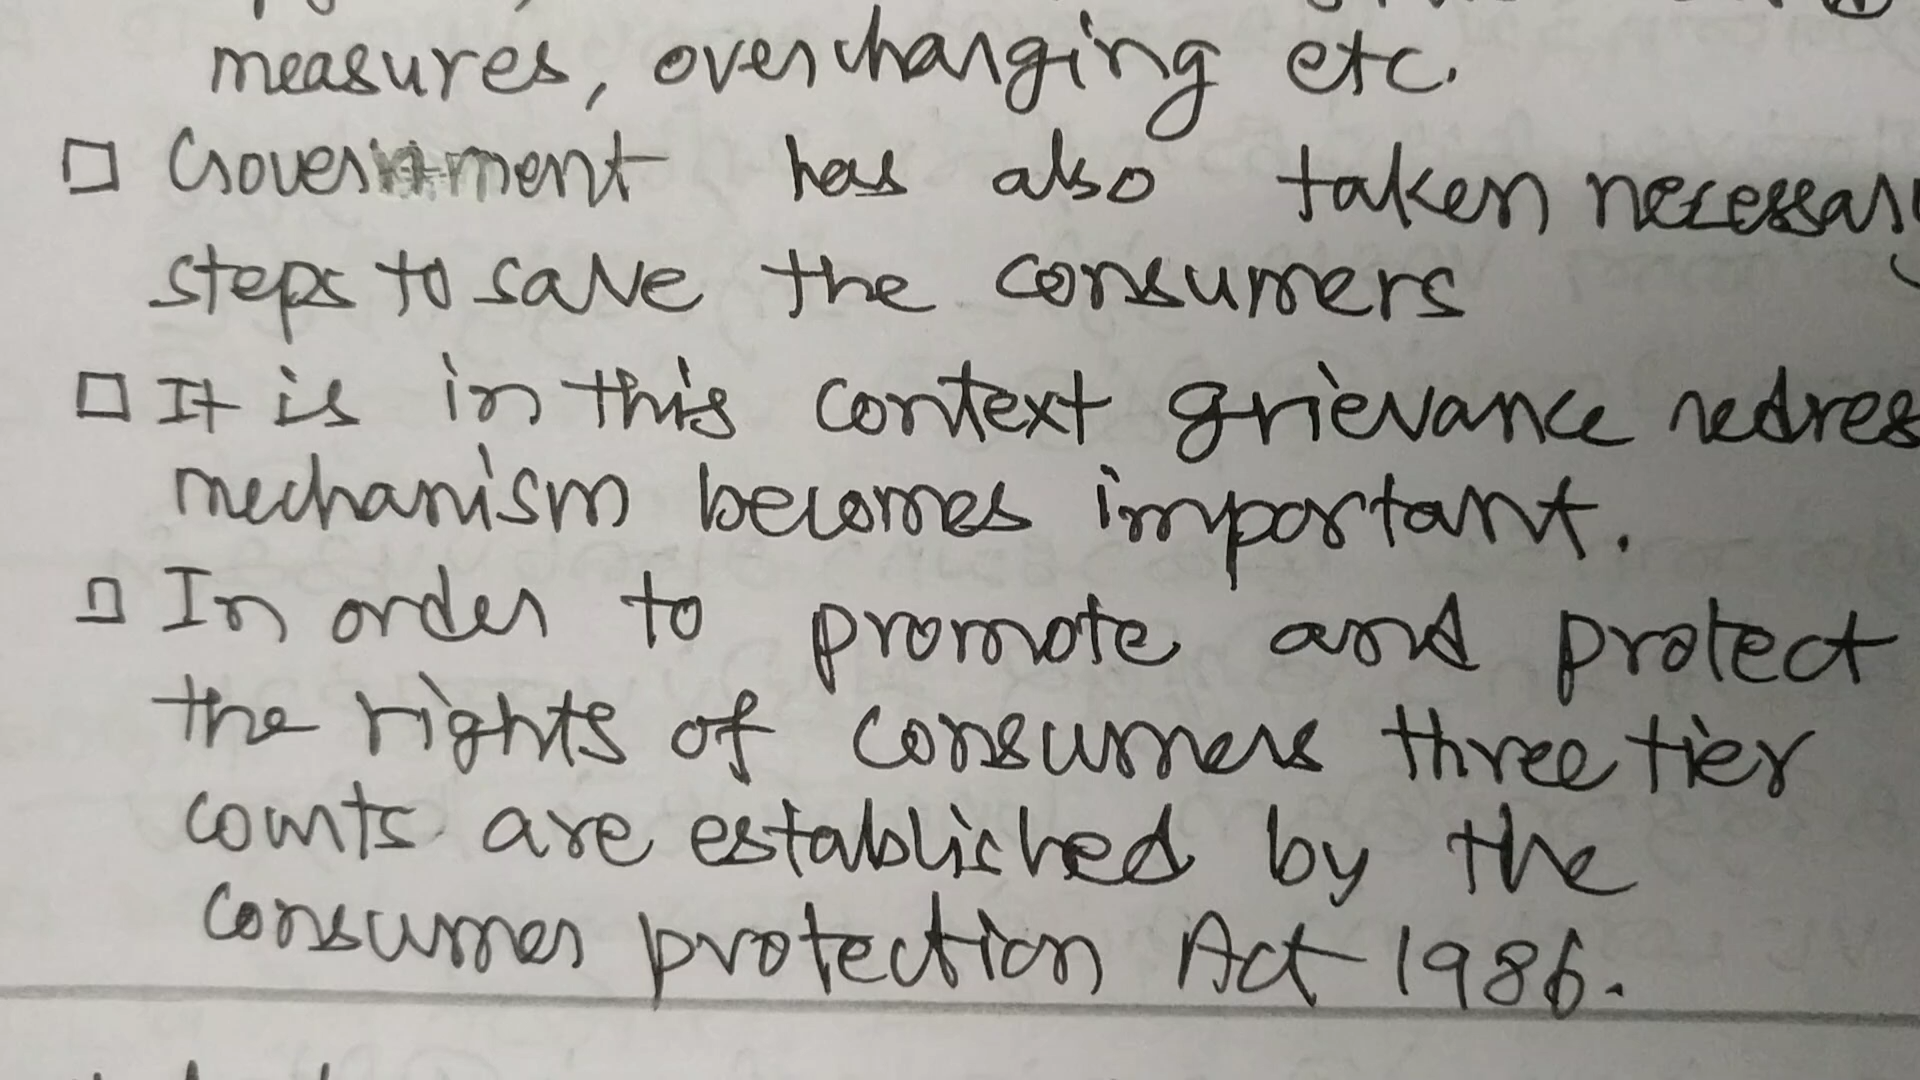 measures, overcharging etc.
□ Government has also taken necessary
steps to save the consumers
□ It is in this context grievance redres
mechanism becomes important.
□ In order to promote and protect
the rights of consumers three tier
courts are established by the
consumer protection Act 1986.